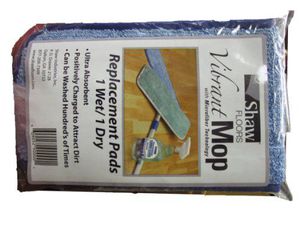 Shaw
FLOORS
Vibrant Mop
with Microfiber Technology
Replacement Pads
1 Wet/1 Dry
• Ultra Absorbent
• Positively Charged to Attract Dirt
• Can be Washed Hundreds of Times